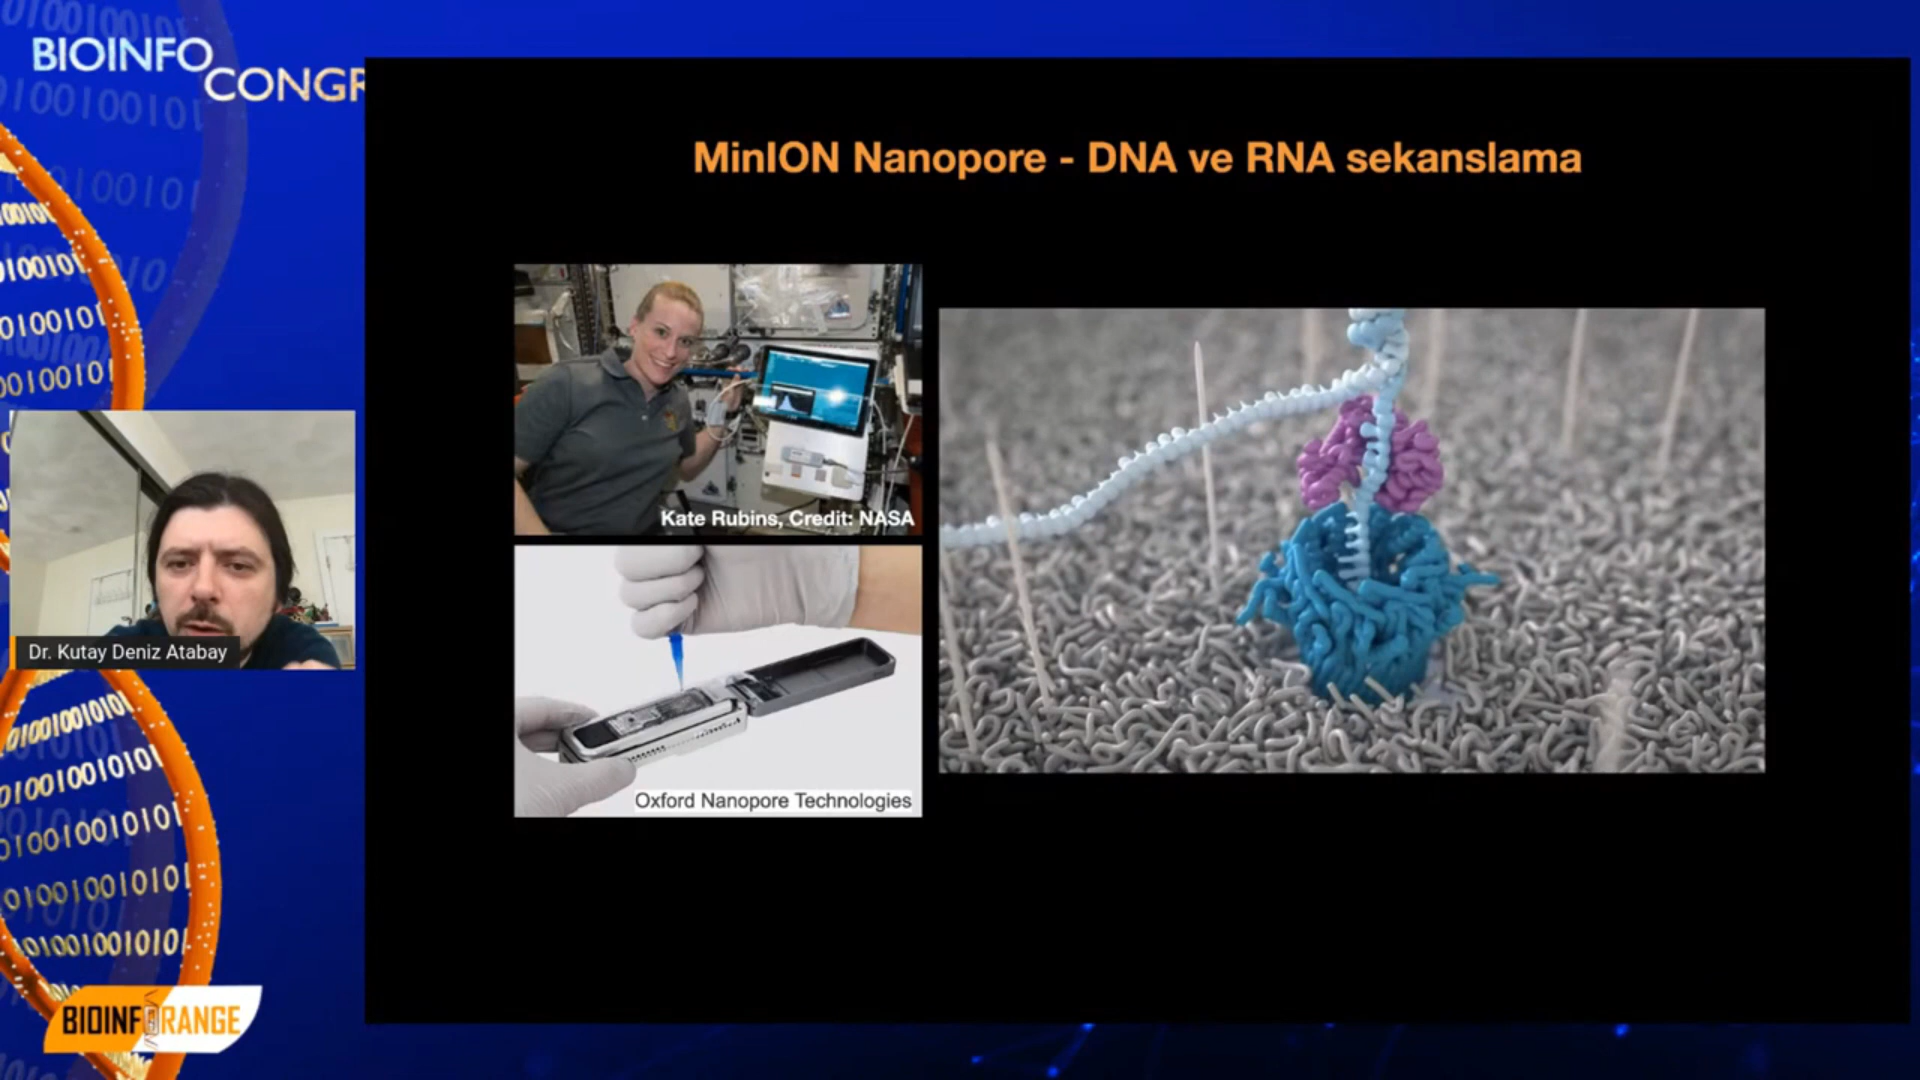 BIOINFO
CONGR
MinION Nanopore - DNA ve RNA sekanslama
Kate Rubins, Credit: NASA
Oxford Nanopore Technologies
Dr. Kutay Deniz Atabay
BIOINFORANGE